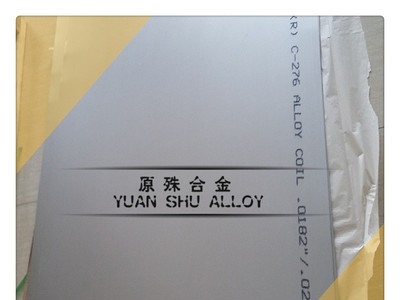 (R) C-276 ALLOY COIL .0182"/.02
原殊合金
YUAN SHU ALLOY